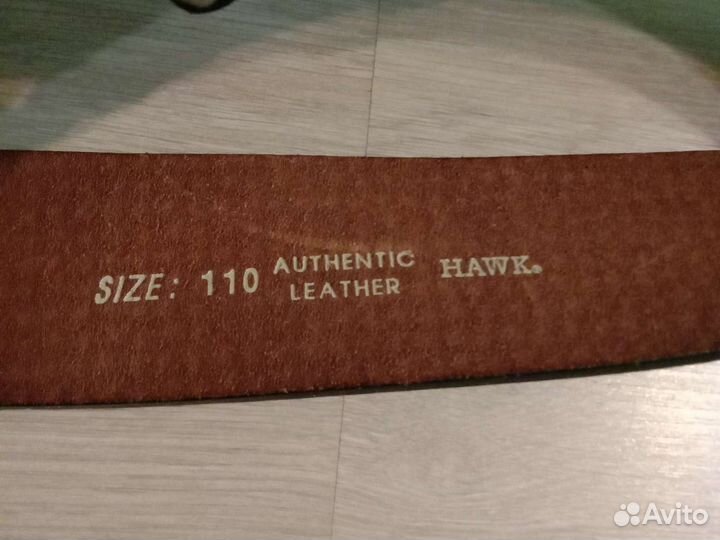 SIZE: 110 AUTHENTIC LEATHER HAWK.
Avito